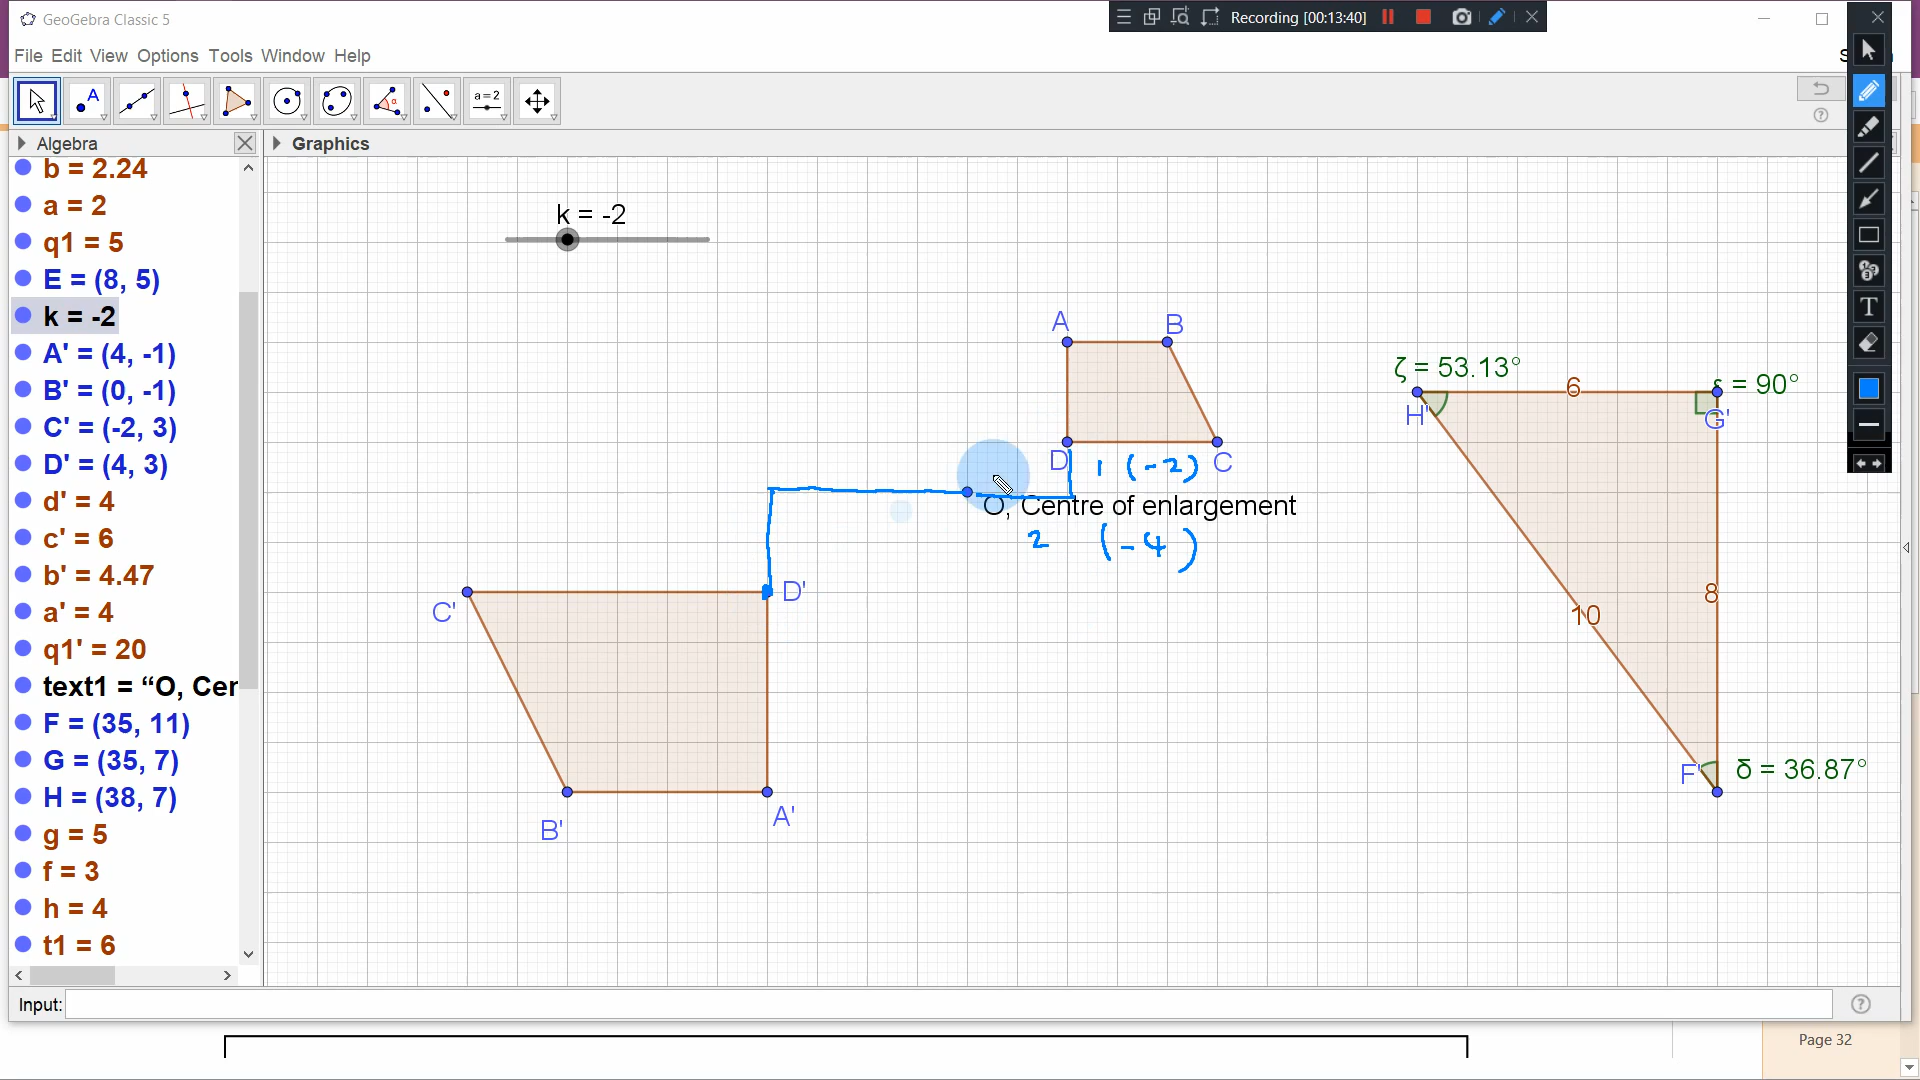 GeoGebra Classic 5
Recording [00:13:40]
File Edit View Options Tools Window Help
A
a = 2
Algebra
Graphics
b = 2.24
a = 2
q1 = 5
E = (8, 5)
k = -2
A' = (4, -1)
B' = (0, -1)
C' = (-2, 3)
D' = (4, 3)
d' = 4
c' = 6
b' = 4.47
a' = 4
q1' = 20
text1 = “O, Cer
F = (35, 11)
G = (35, 7)
H = (38, 7)
g = 5
f = 3
h = 4
t1 = 6
k = -2
A
B
D
C
1 (-2)
O, Centre of enlargement
2 (-4)
C'
D'
B'
A'
ζ = 53.13°
6
= 90°
H'
G'
8
10
F'
δ = 36.87°
T
Input:
Page 32